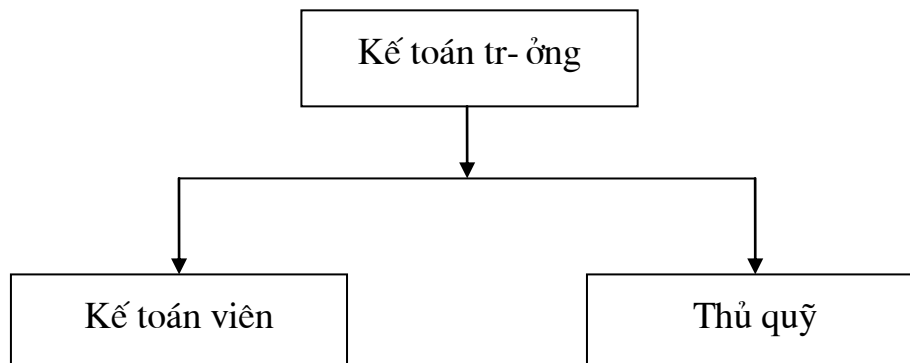 Kế toán tr- ởng
Kế toán viên
Thủ quỹ